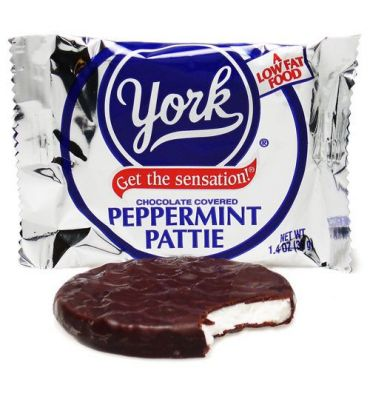 York
®
A
LOW FAT
FOOD
Get the sensation!®
CHOCOLATE COVERED
PEPPERMINT
PATTIE
NET WT
1.4 OZ